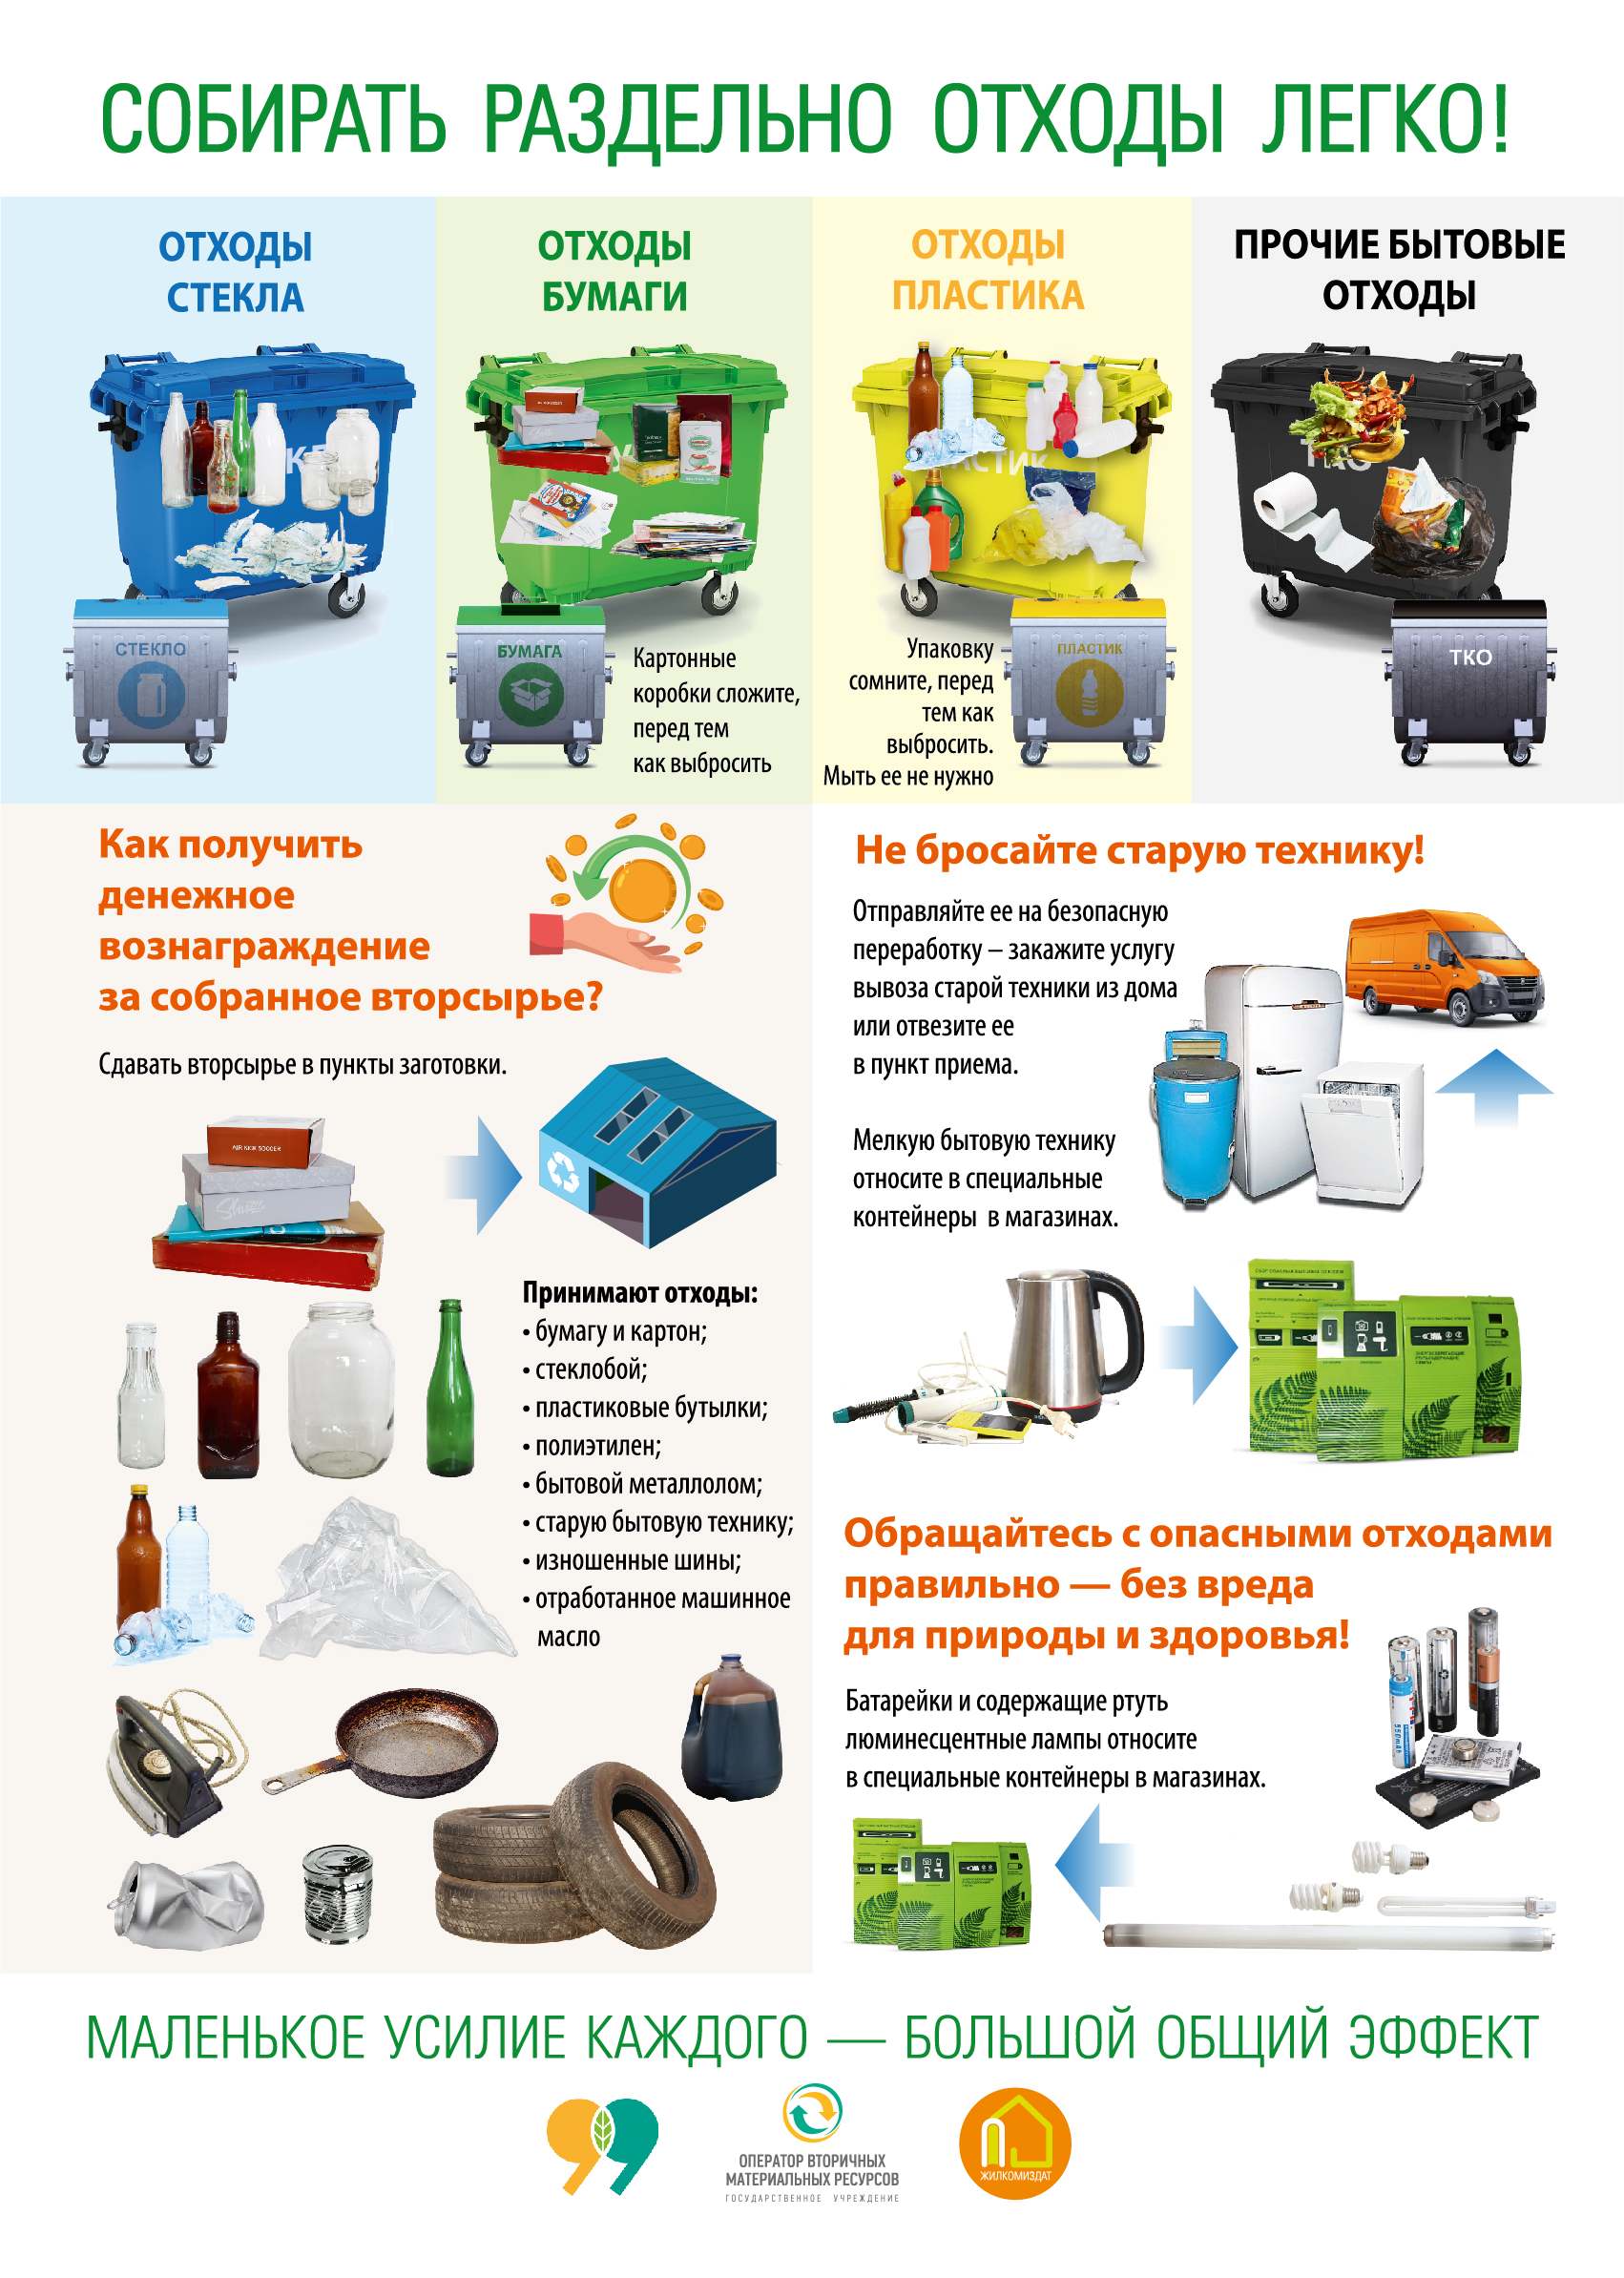 СОБИРАТЬ РАЗДЕЛЬНО ОТХОДЫ ЛЕГКО!
ОТХОДЫ
СТЕКЛА
ОТХОДЫ
БУМАГИ
ОТХОДЫ
ПЛАСТИКА
ПРОЧИЕ БЫТОВЫЕ
ОТХОДЫ
СТЕКЛО
БУМАГА
Картонные
коробки сложите,
перед тем
как выбросить
Упаковку
сомните, перед
тем как
выбросить.
Мыть ее не нужно
ПЛАСТИК
ТКО
Как получить
денежное
вознаграждение
за собранное вторсырье?
Сдавать вторсырье в пункты заготовки.
AIR KICK SOCCER
Принимают отходы:
• бумагу и картон;
• стеклобой;
• пластиковые бутылки;
• полиэтилен;
• бытовой металлолом;
• старую бытовую технику;
• изношенные шины;
• отработанное машинное
масло
Не бросайте старую технику!
Отправляйте ее на безопасную
переработку – закажите услугу
вывоза старой техники из дома
или отвезите ее
в пункт приема.
Мелкую бытовую технику
относите в специальные
контейнеры в магазинах.
Обращайтесь с опасными отходами
правильно — без вреда
для природы и здоровья!
Батарейки и содержащие ртуть
люминесцентные лампы относите
в специальные контейнеры в магазинах.
МАЛЕНЬКОЕ УСИЛИЕ КАЖДОГО — БОЛЬШОЙ ОБЩИЙ ЭФФЕКТ
ОПЕРАТОР ВТОРИЧНЫХ
МАТЕРИАЛЬНЫХ РЕСУРСОВ
ГОСУДАРСТВЕННОЕ УЧРЕЖДЕНИЕ
ЖИЛКОМИЗДАТ